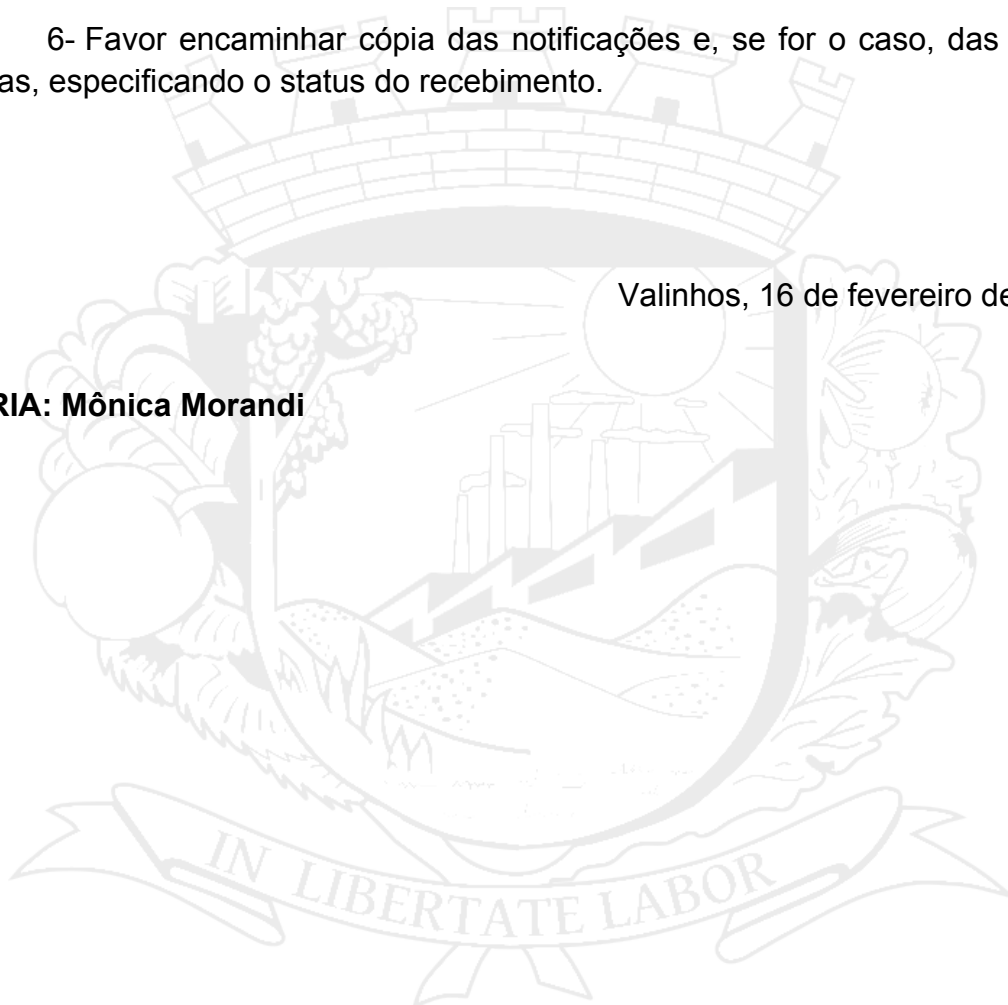 6- Favor encaminhar cópia das notificações e, se for o caso, das
as, especificando o status do recebimento.
Valinhos, 16 de fevereiro de
RIA: Mônica Morandi
IN LIBERTATE LABOR